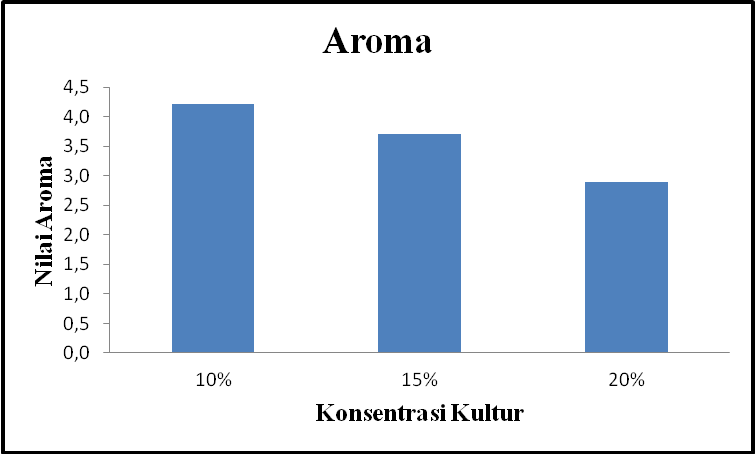 Aroma
4,5
4,0
3,5
3,0
2,5
2,0
1,5
1,0
0,5
0,0
Nilai Aroma
10% 15% 20%
Konsentrasi Kultur